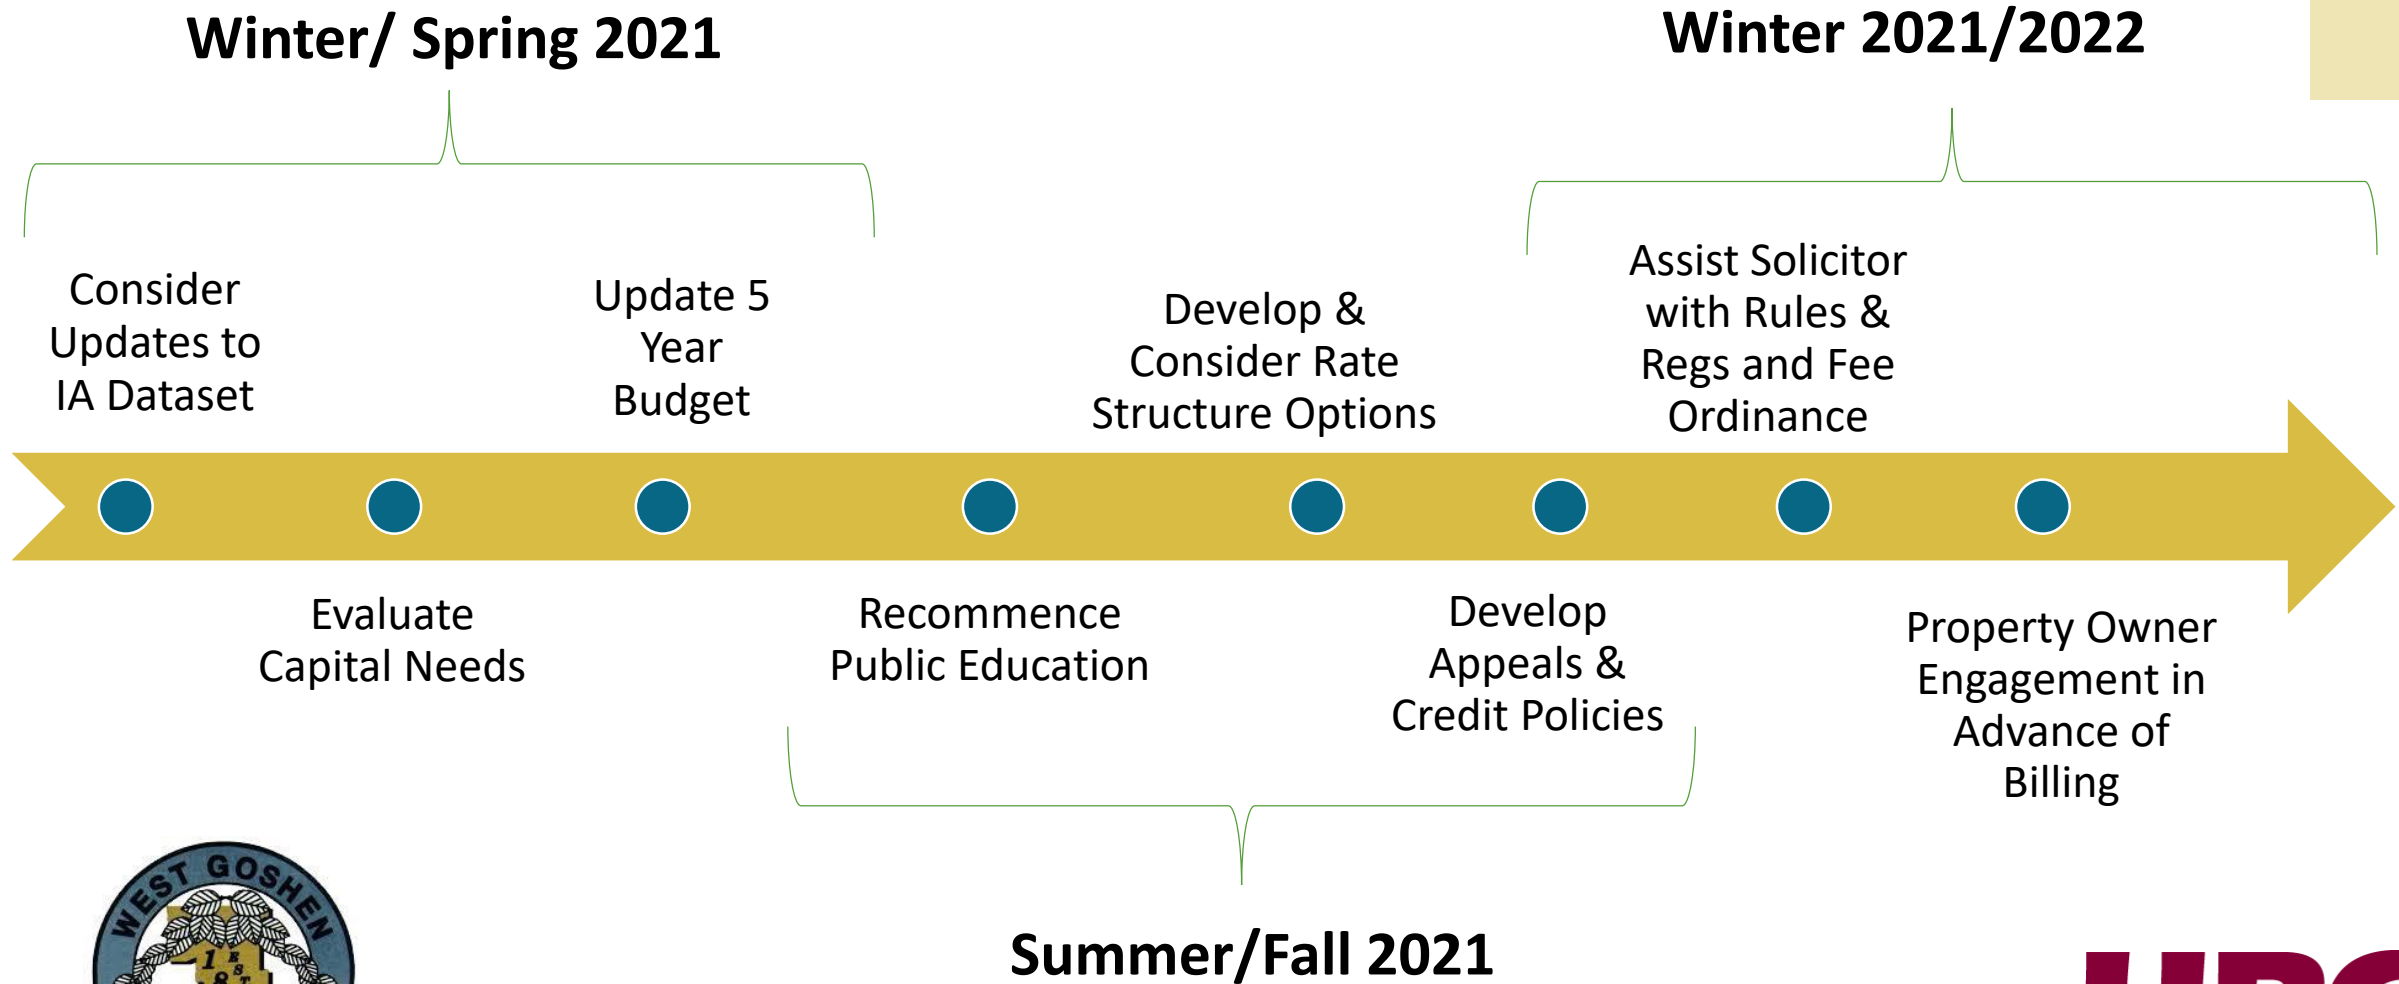 Winter/ Spring 2021
Winter 2021/2022
Consider
Updates to
IA Dataset
Update 5
Year
Budget
Develop &
Consider Rate
Structure Options
Assist Solicitor
with Rules &
Regs and Fee
Ordinance
Evaluate
Capital Needs
Recommence
Public Education
Develop
Appeals &
Credit Policies
Property Owner
Engagement in
Advance of
Billing
Summer/Fall 2021
WEST GOSHEN